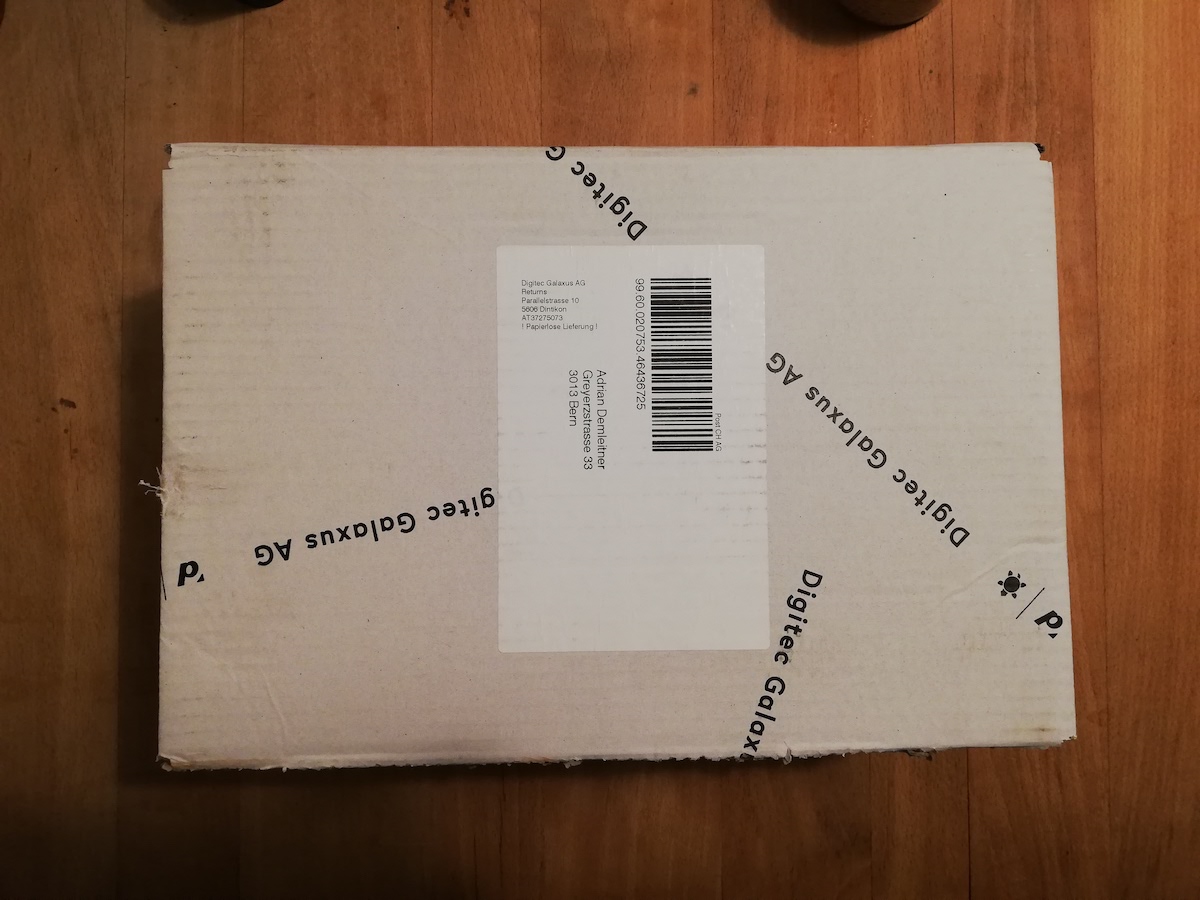 Digitec G
Digitec Galaxus AG
Returns
Parallelstrasse 10
5606 Dintikon
AT37275073
! Papierlose Lieferung !
99.60.020753.46436725
Post CH AG
Adrian Demleitner
Greyerzstrasse 33
3013 Bern
Digitec Galaxus AG
Digitec Galaxus AG
d
Digitec Galaxu
d